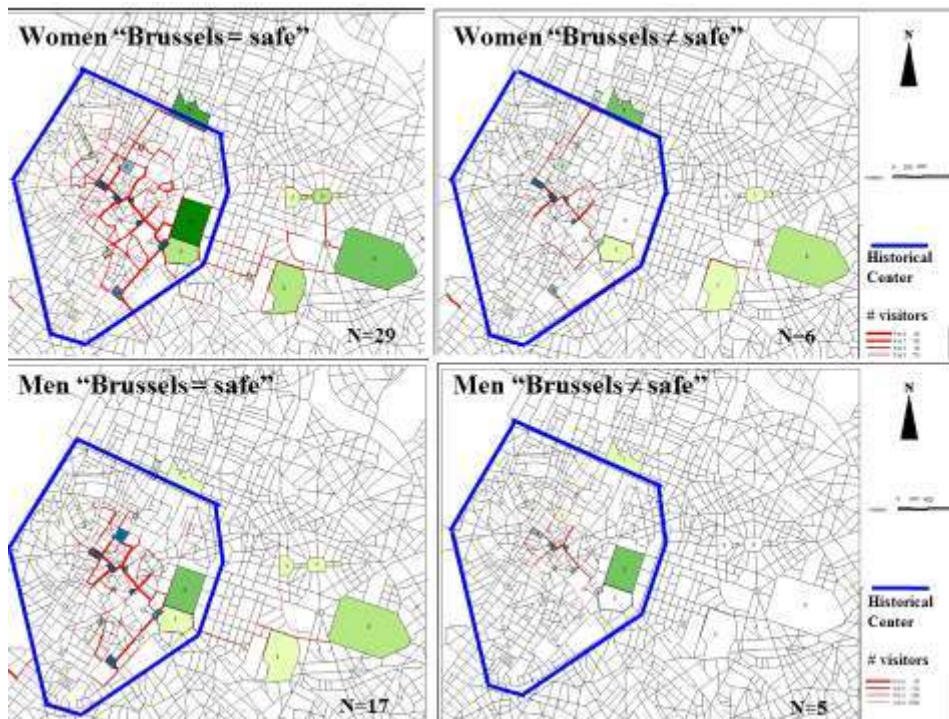 Women “Brussels = safe”
Women “Brussels ≠ safe”
N
Historical
Center
# visitors
N=29
N=6
Men “Brussels = safe”
Men “Brussels ≠ safe”
N
Historical
Center
# visitors
N=17
N=5